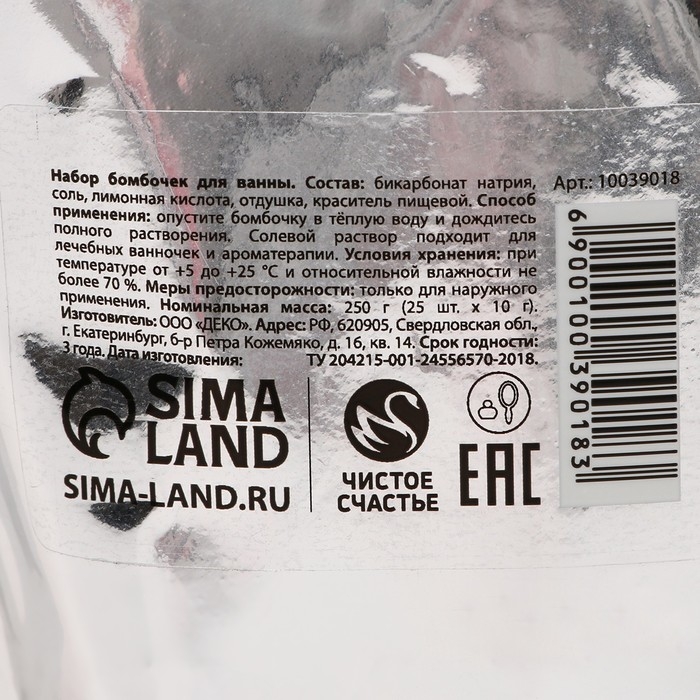 Набор бомбочек для ванны. Состав: бикарбонат натрия,
соль, лимонная кислота, отдушка, краситель пищевой. Способ
применения: опустите бомбочку в тёплую воду и дождитесь
полного растворения. Солевой раствор подходит для
лечебных ванночек и ароматерапии. Условия хранения: при
температуре от +5 до +25 °C и относительной влажности не
более 70 %. Меры предосторожности: только для наружного
применения. Номинальная масса: 250 г (25 шт. x 10 г).
Изготовитель: ООО «ДЕКО». Адрес: РФ, 620905, Свердловская обл.,
г. Екатеринбург, б-р Петра Кожемяко, д. 16, кв. 14. Срок годности:
3 года. Дата изготовления: ТУ 204215-001-24556570-2018.
Арт.: 10039018
6900100390183
SIMA
LAND
SIMA-LAND.RU
ЧИСТОЕ
СЧАСТЬЕ
EAC